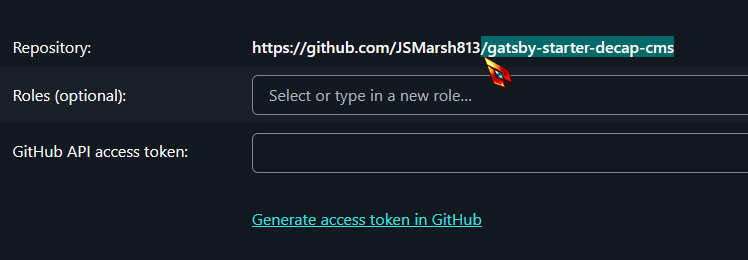 Repository: https://github.com/JSMarsh813/gatsby-starter-decap-cms
Roles (optional): Select or type in a new role...
GitHub API access token:
Generate access token in GitHub